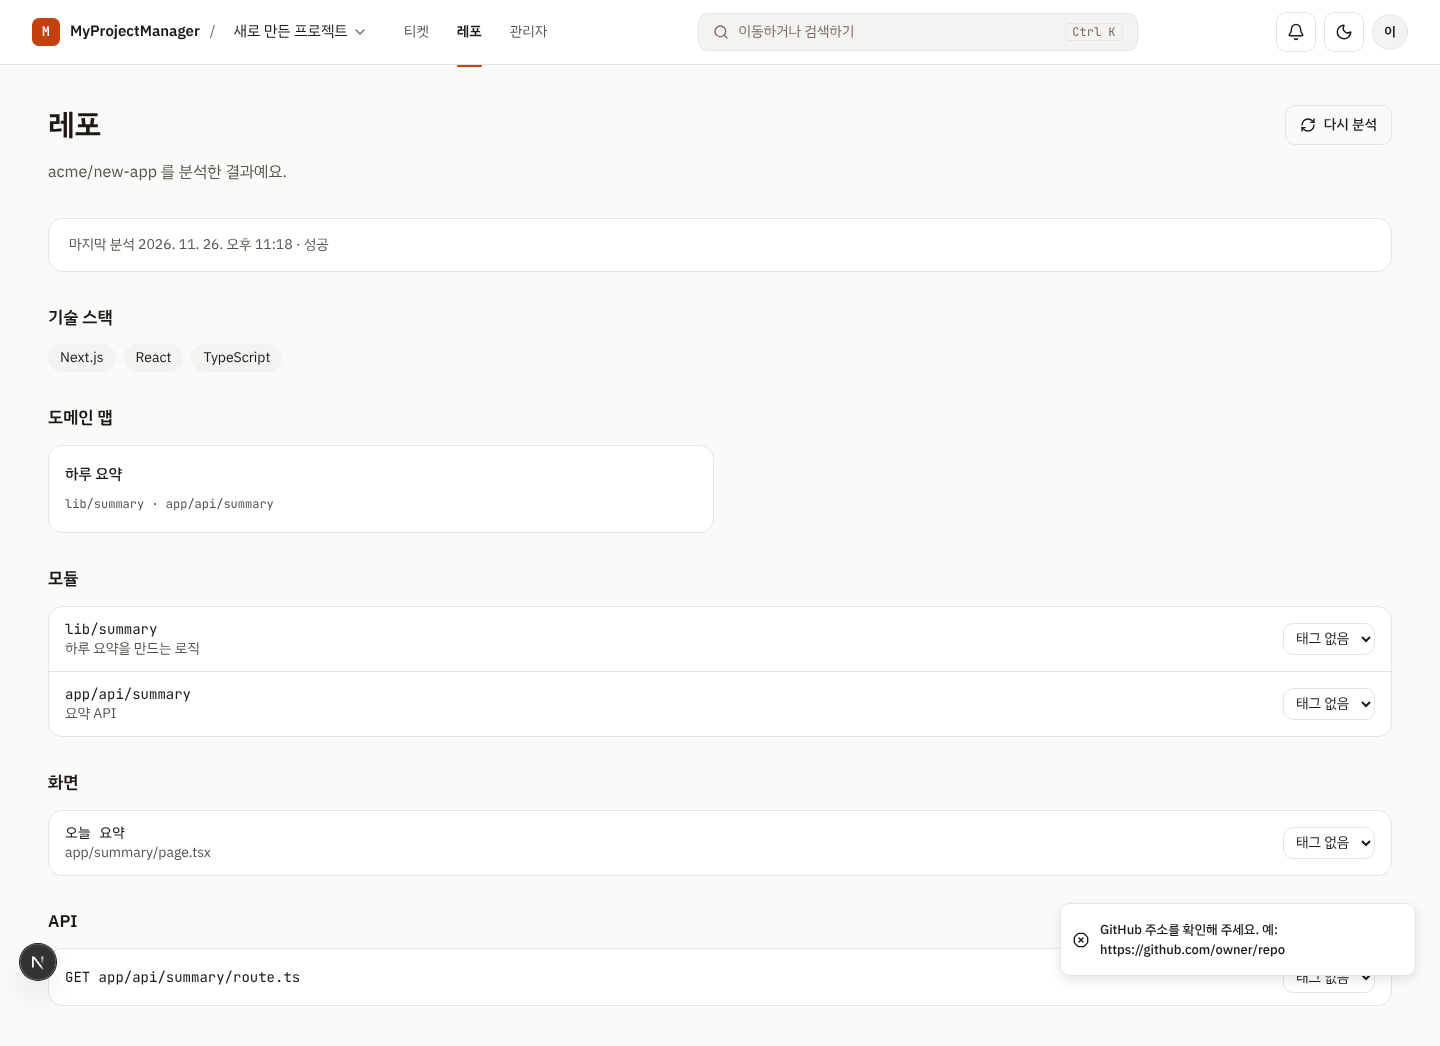 M MyProjectManager / 새로 만든 프로젝트 티켓 레포 관리자 이동하거나 검색하기 Ctrl K 이
레포
다시 분석
acme/new-app 를 분석한 결과예요.
마지막 분석 2026. 11. 26. 오후 11:18 · 성공
기술 스택
Next.js React TypeScript
도메인 맵
하루 요약
lib/summary · app/api/summary
모듈
lib/summary
하루 요약을 만드는 로직
태그 없음
app/api/summary
요약 API
태그 없음
화면
오늘 요약
app/summary/page.tsx
태그 없음
API
GET app/api/summary/route.ts
태그 없음
GitHub 주소를 확인해 주세요. 예:
https://github.com/owner/repo
N